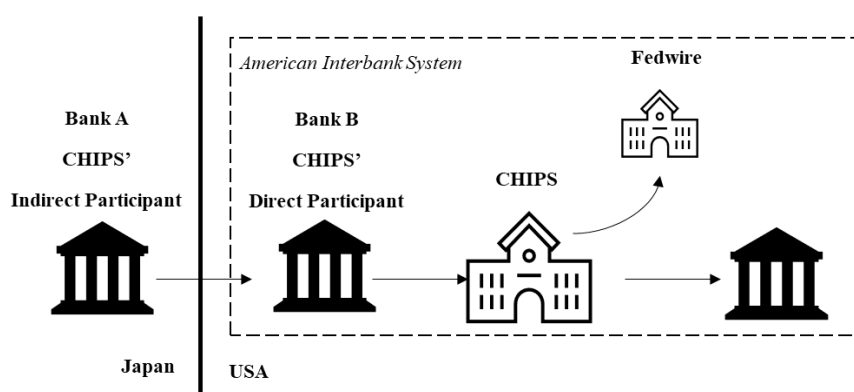 American Interbank System
Fedwire
Bank A
CHIPS’
Indirect Participant
Bank B
CHIPS’
Direct Participant
CHIPS
Japan
USA